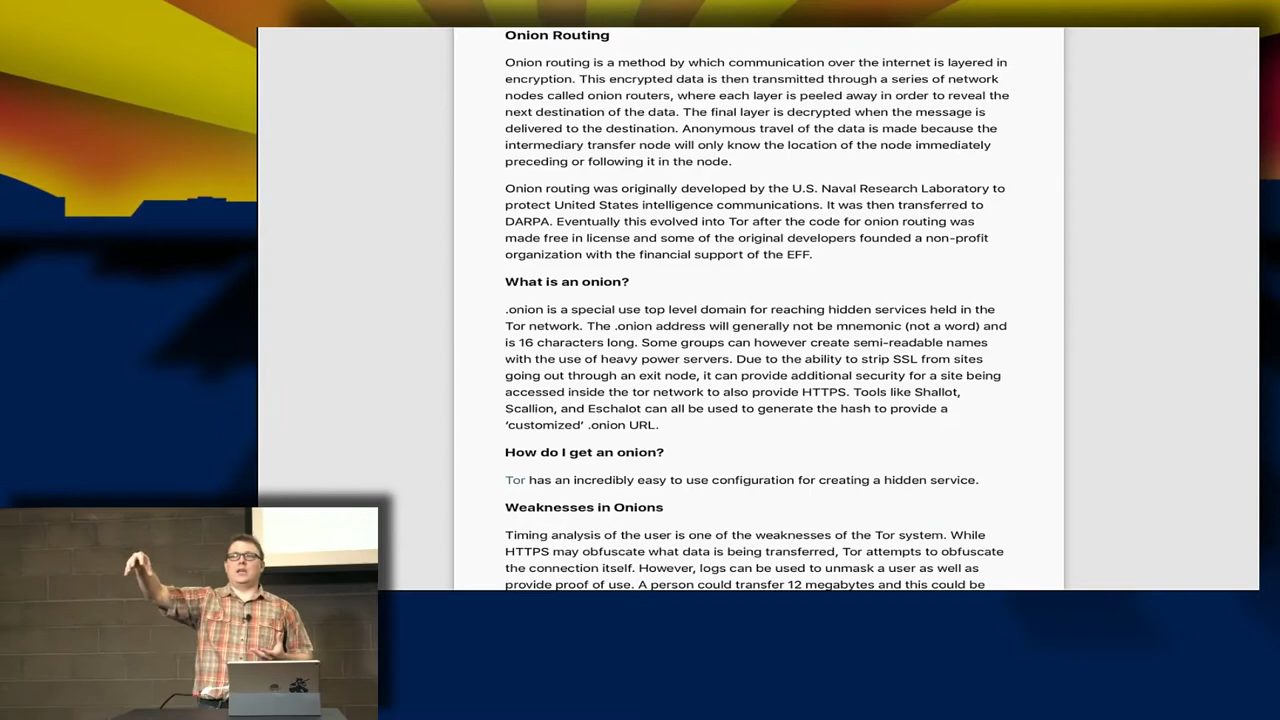 Onion Routing
Onion routing is a method by which communication over the internet is layered in
encryption. This encrypted data is then transmitted through a series of network
nodes called onion routers, where each layer is peeled away in order to reveal the
next destination of the data. The final layer is decrypted when the message is
delivered to the destination. Anonymous travel of the data is made because the
intermediary transfer node will only know the location of the node immediately
preceding or following it in the node.
Onion routing was originally developed by the U.S. Naval Research Laboratory to
protect United States intelligence communications. It was then transferred to
DARPA. Eventually this evolved into Tor after the code for onion routing was
made free in license and some of the original developers founded a non-profit
organization with the financial support of the EFF.
What is an onion?
.onion is a special use top level domain for reaching hidden services held in the
Tor network. The .onion address will generally not be mnemonic (not a word) and
is 16 characters long. Some groups can however create semi-readable names
with the use of heavy power servers. Due to the ability to strip SSL from sites
going out through an exit node, it can provide additional security for a site being
accessed inside the tor network to also provide HTTPS. Tools like Shallot,
Scallion, and Eschalot can all be used to generate the hash to provide a
‘customized’ .onion URL.
How do I get an onion?
Tor has an incredibly easy to use configuration for creating a hidden service.
Weaknesses in Onions
Timing analysis of the user is one of the weaknesses of the Tor system. While
HTTPS may obfuscate what data is being transferred, Tor attempts to obfuscate
the connection itself. However, logs can be used to unmask a user as well as
provide proof of use. A person could transfer 12 megabytes and this could be